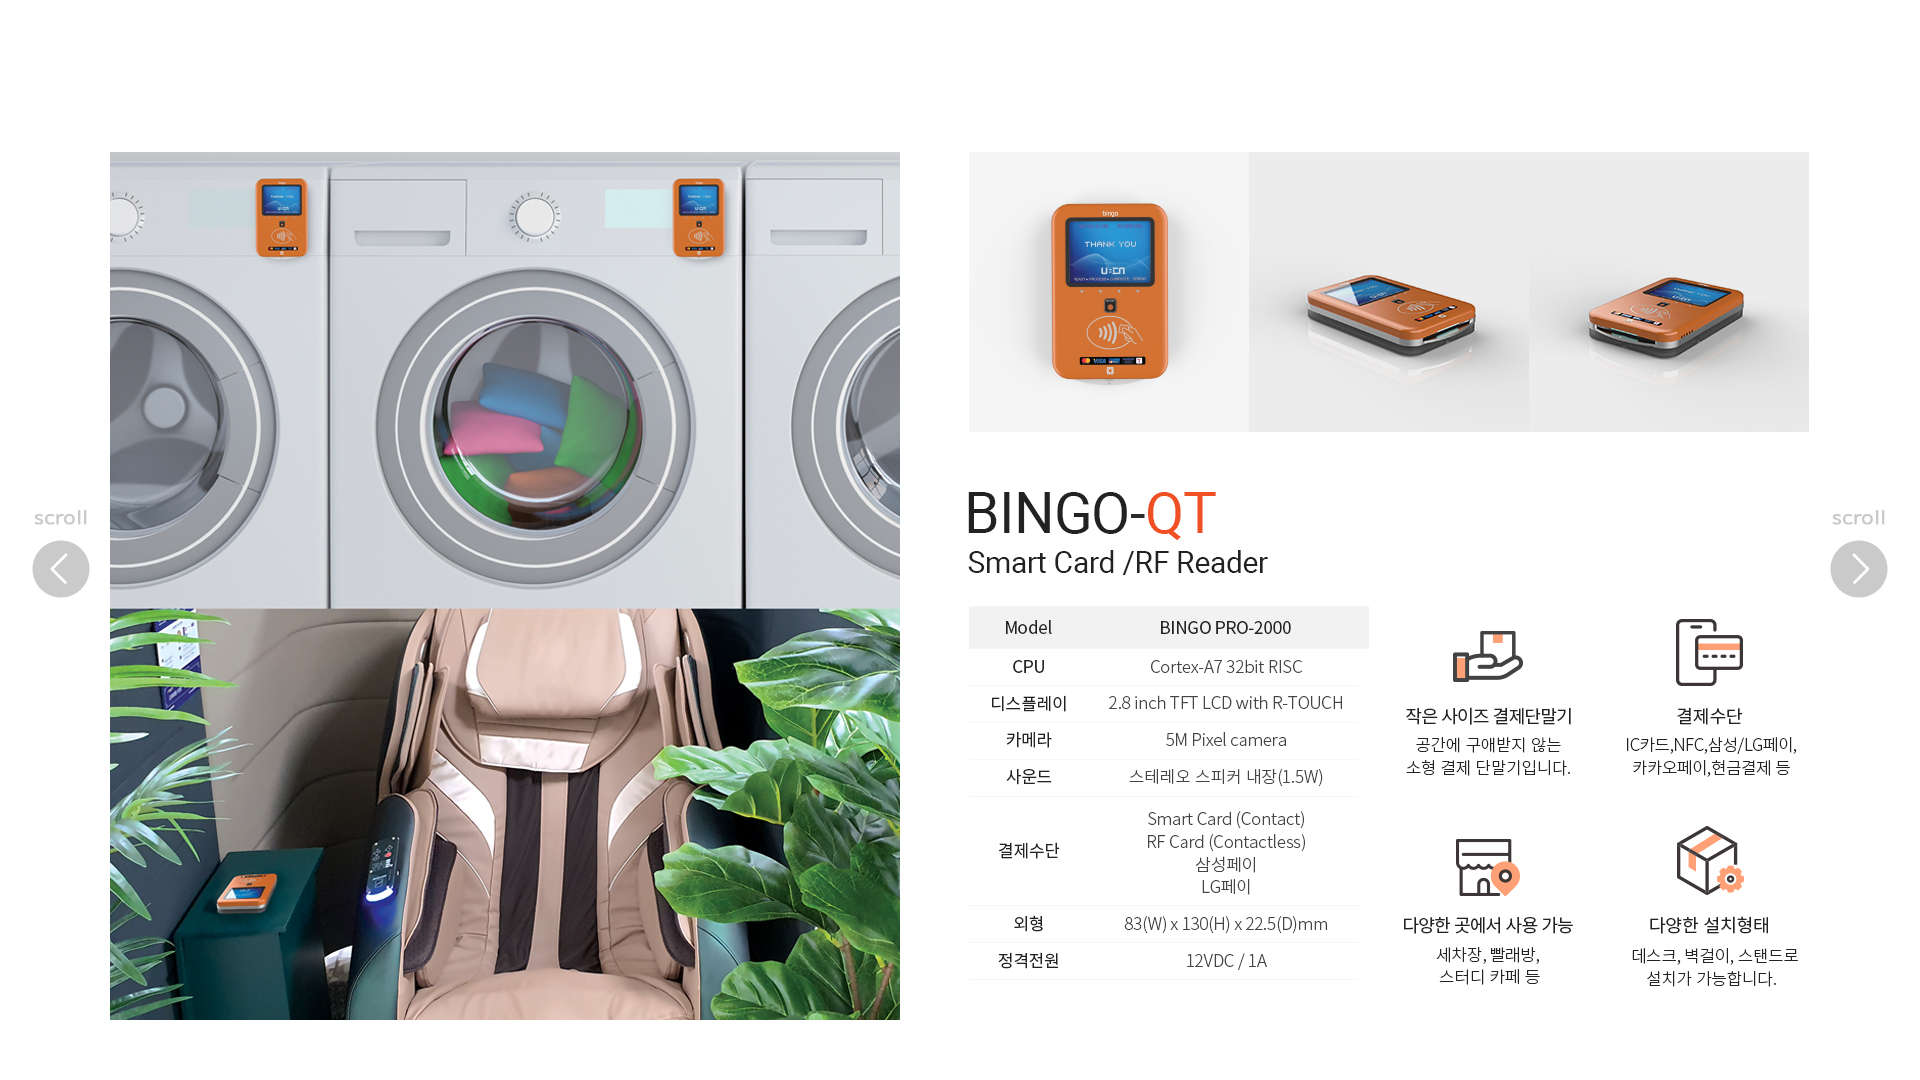 scroll
scroll
bingo
THANK YOU
U:CN
VISA
BINGO-QT
Smart Card /RF Reader
Model BINGO PRO-2000
CPU Cortex-A7 32bit RISC
디스플레이 2.8 inch TFT LCD with R-TOUCH
카메라 5M Pixel camera
사운드 스테레오 스피커 내장(1.5W)
결제수단
Smart Card (Contact)
RF Card (Contactless)
삼성페이
LG페이
외형 83(W) x 130(H) x 22.5(D)mm
정격전원 12VDC / 1A
작은 사이즈 결제단말기
공간에 구애받지 않는
소형 결제 단말기입니다.
결제수단
IC카드,NFC,삼성/LG페이,
카카오페이,현금결제 등
다양한 곳에서 사용 가능
세차장, 빨래방,
스터디 카페 등
다양한 설치형태
데스크, 벽걸이, 스탠드로
설치가 가능합니다.